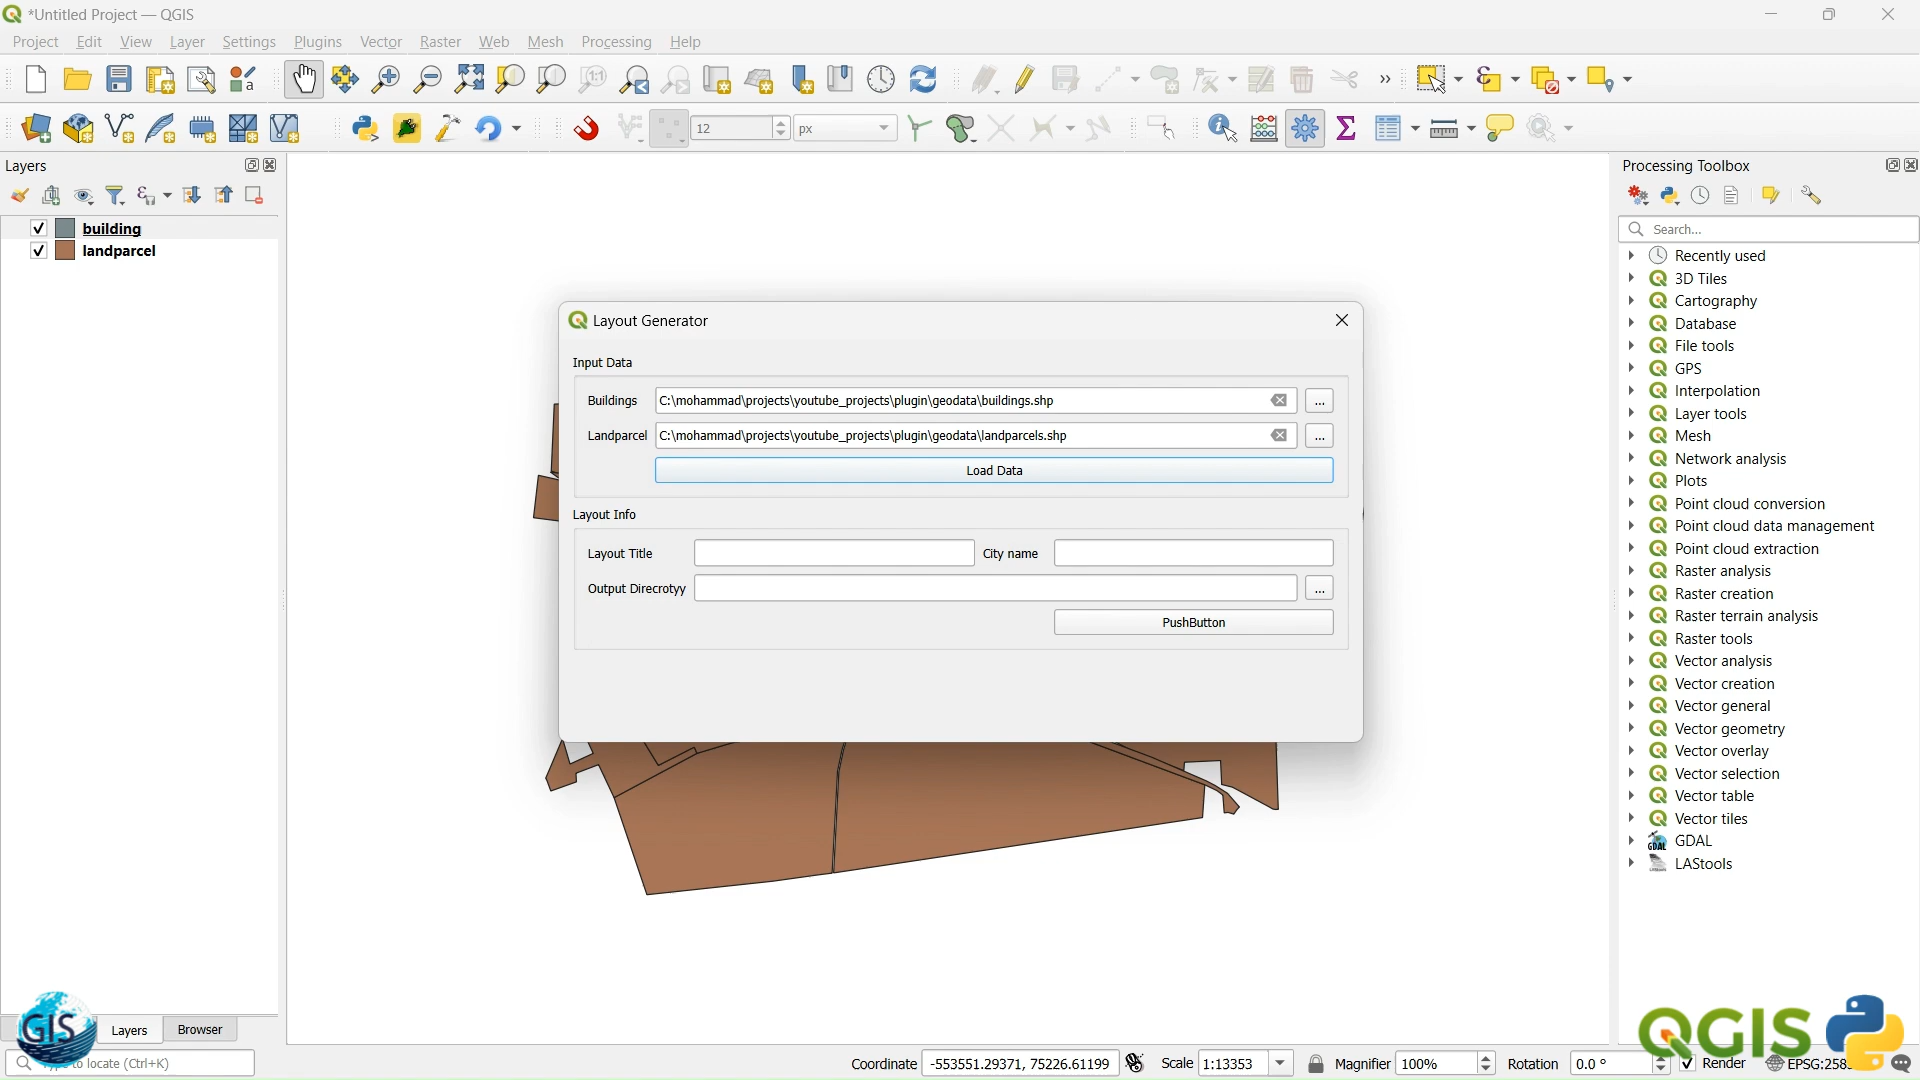 *Untitled Project — QGIS
Project Edit View Layer Settings Plugins Vector Raster Web Mesh Processing Help
12 px
Layers
building
landparcel
Layout Generator
Input Data
Buildings C:\mohammad\projects\youtube_projects\plugin\geodata\buildings.shp ...
Landparcel C:\mohammad\projects\youtube_projects\plugin\geodata\landparcels.shp ...
Load Data
Layout Info
Layout Title City name
Output Direcrotyy ...
PushButton
Processing Toolbox
Search...
Recently used
3D Tiles
Cartography
Database
File tools
GPS
Interpolation
Layer tools
Mesh
Network analysis
Plots
Point cloud conversion
Point cloud data management
Point cloud extraction
Raster analysis
Raster creation
Raster terrain analysis
Raster tools
Vector analysis
Vector creation
Vector general
Vector geometry
Vector overlay
Vector selection
Vector table
Vector tiles
GDAL
LAStools
GIS
Layers Browser
QGIS
to locate (Ctrl+K)
Coordinate -553551.29371, 75226.61199 Scale 1:13353 Magnifier 100% Rotation 0.0 ° Render